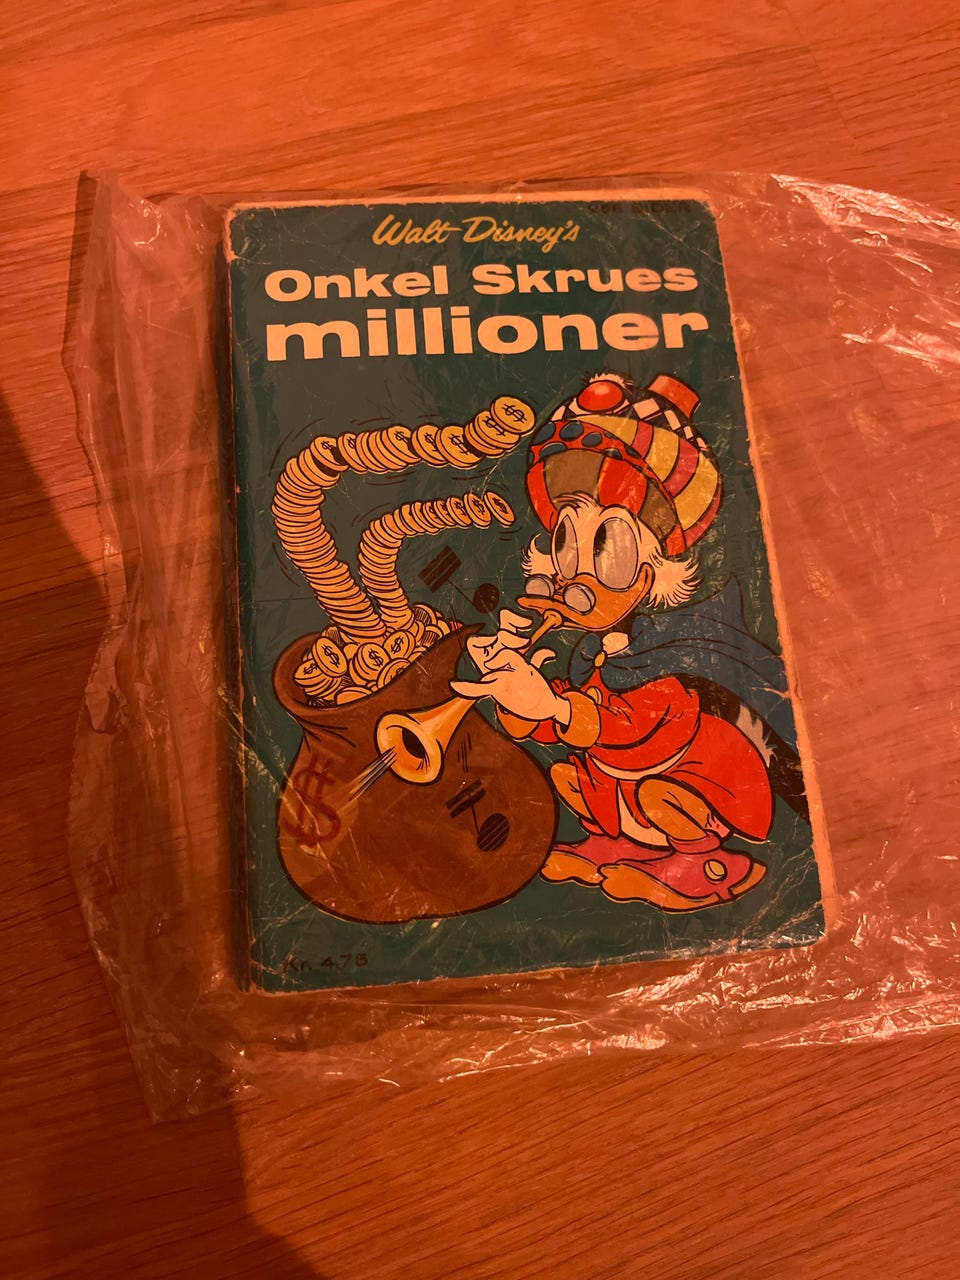 Walt Disney's
Onkel Skrues
millioner
$
Kr. 4.75